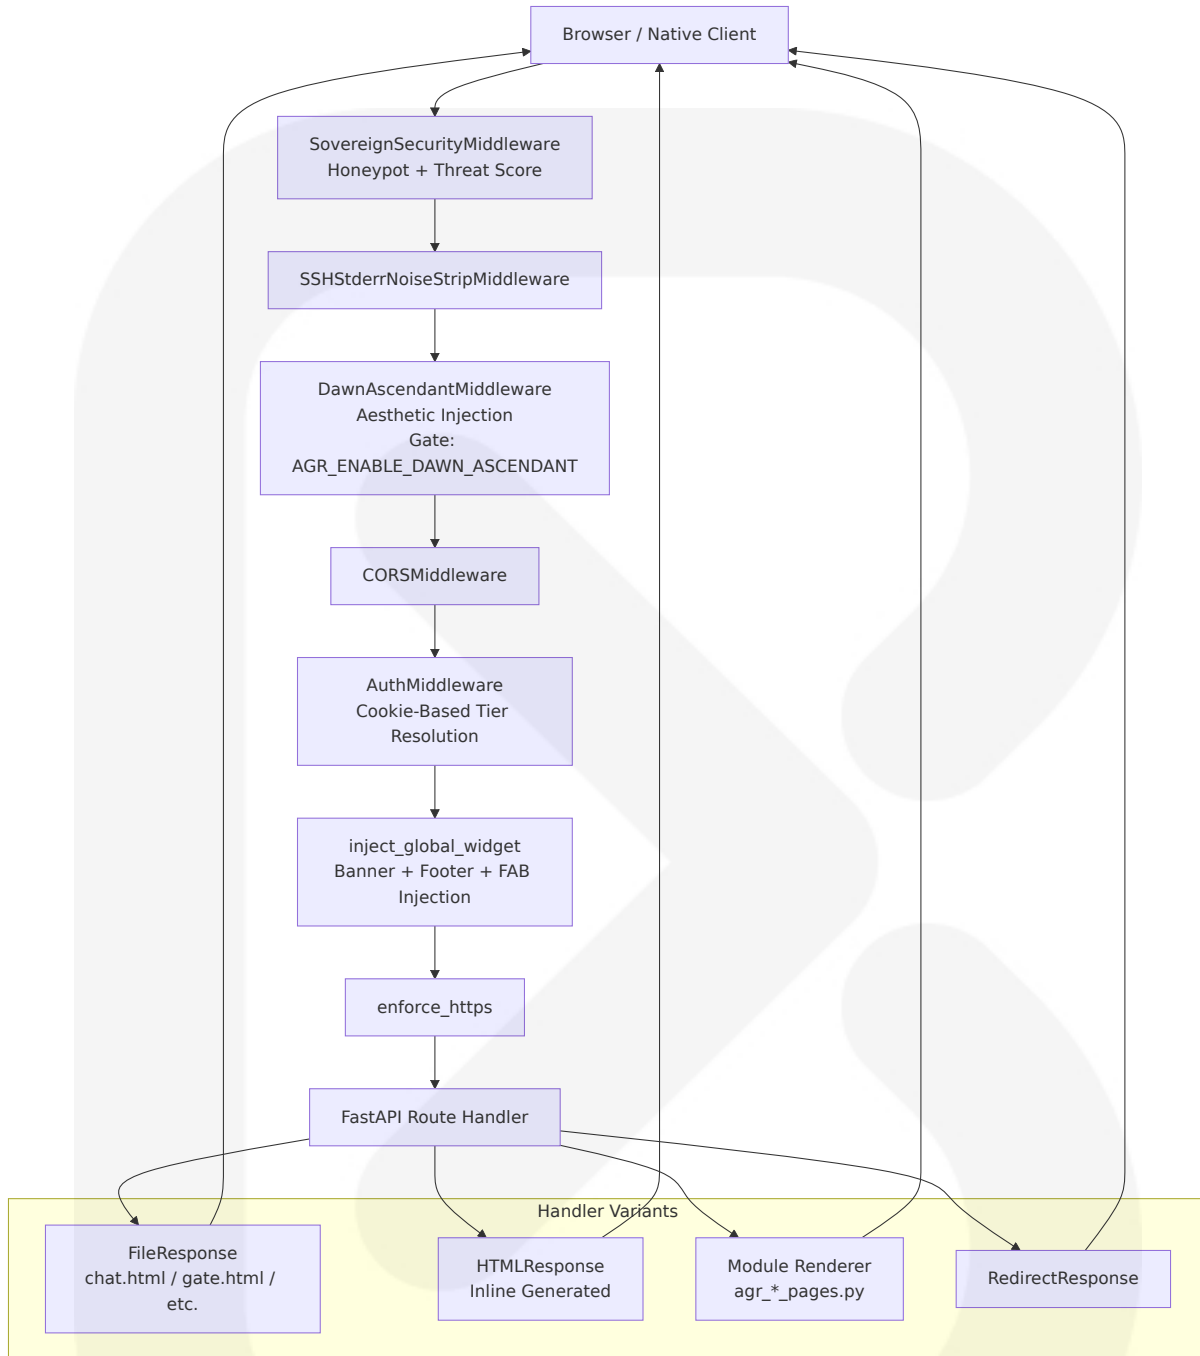 Browser / Native Client
SovereignSecurityMiddleware
Honeypot + Threat Score
SSHStderrNoiseStripMiddleware
DawnAscendantMiddleware
Aesthetic Injection
Gate:
AGR_ENABLE_DAWN_ASCENDANT
CORSMiddleware
AuthMiddleware
Cookie-Based Tier
Resolution
inject_global_widget
Banner + Footer + FAB
Injection
enforce_https
FastAPI Route Handler
Handler Variants
FileResponse
chat.html / gate.html /
etc.
HTMLResponse
Inline Generated
Module Renderer
agr_*_pages.py
RedirectResponse